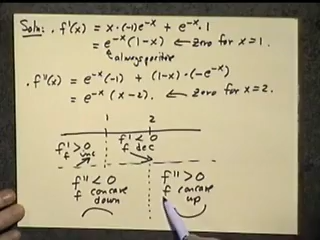 Soln: • f'(x) = x·(-1)e^-x + e^-x·1
= e^-x(1-x) ← Zero for x=1.
always positive
• f''(x) = e^-x(-1) + (1-x)·(-e^-x)
= e^-x(x-2). ← Zero for x=2.
1 2
f'>0 f'<0
f inc f dec
f''<0 f''>0
f concave down f concave up